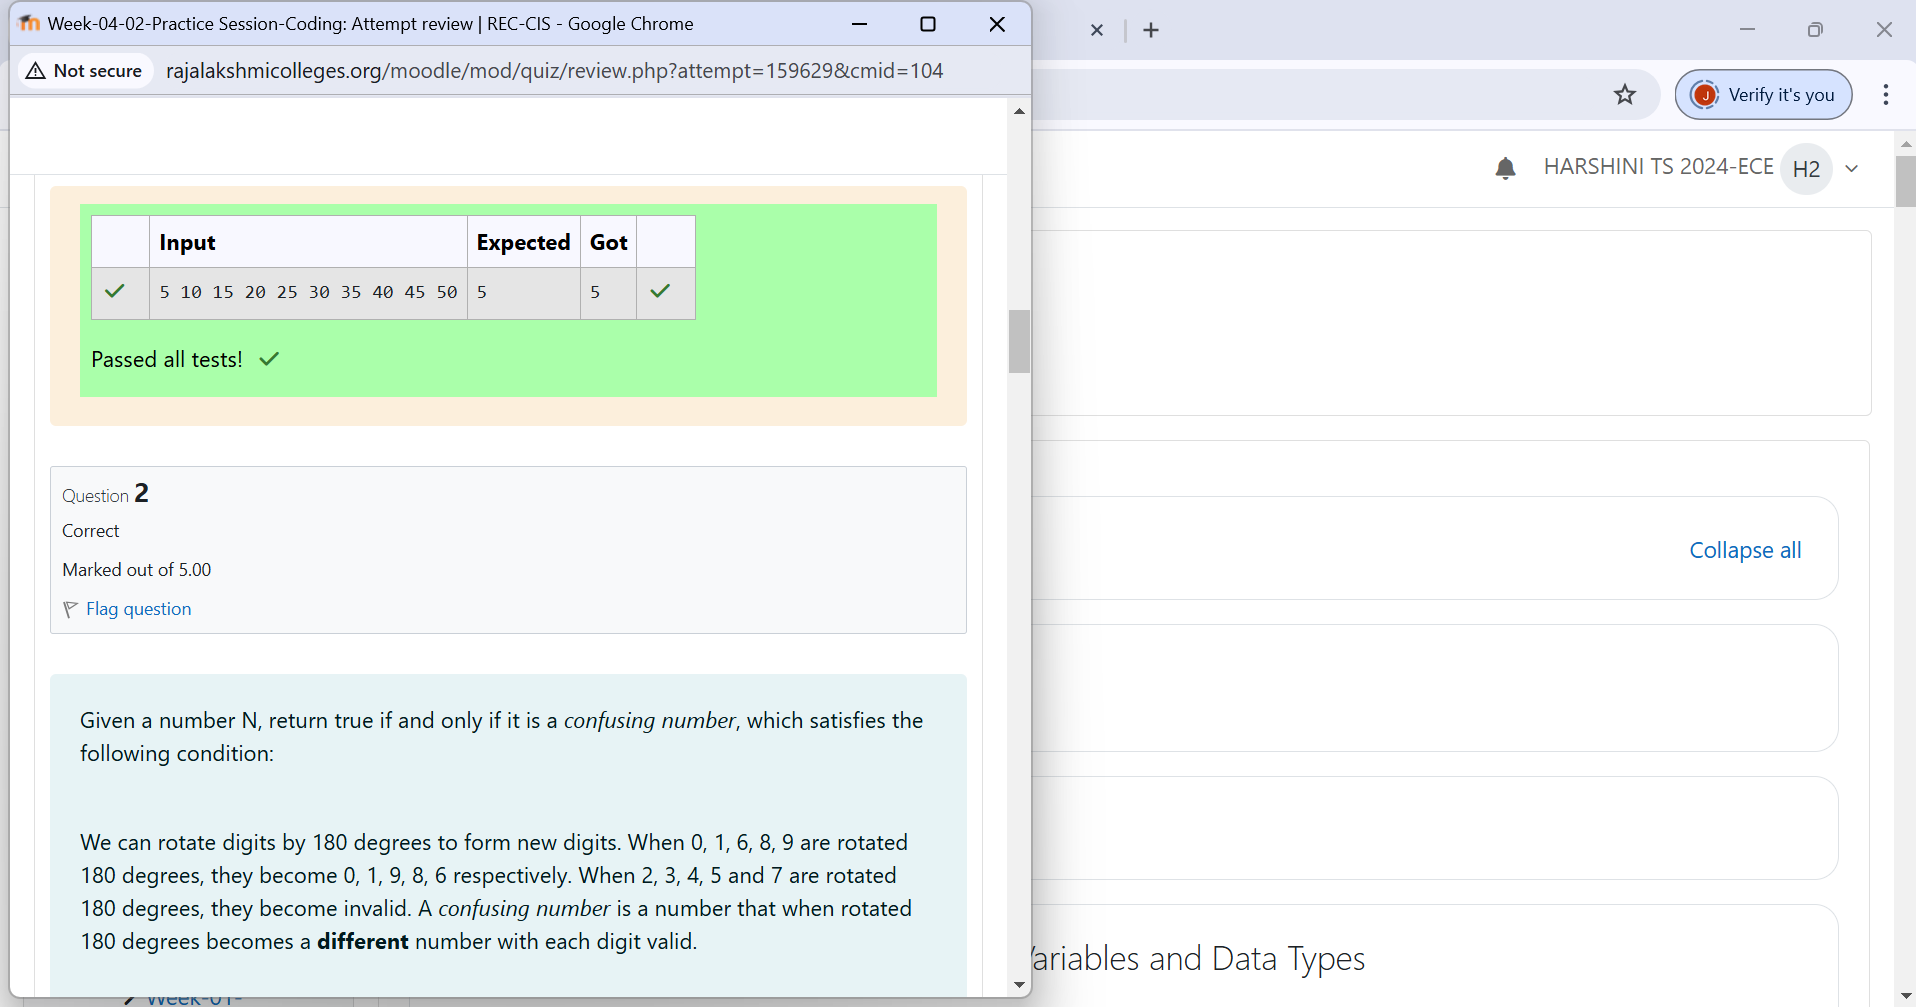 Week-04-02-Practice Session-Coding: Attempt review | REC-CIS - Google Chrome
Not secure
rajalakshmicolleges.org/moodle/mod/quiz/review.php?attempt=159629&cmid=104
Verify it's you
J
HARSHINI TS 2024-ECE
H2
Input Expected Got
5 10 15 20 25 30 35 40 45 50 5 5
Passed all tests!
Question 2
Correct
Marked out of 5.00
Flag question
Collapse all
Given a number N, return true if and only if it is a confusing number, which satisfies the
following condition:
We can rotate digits by 180 degrees to form new digits. When 0, 1, 6, 8, 9 are rotated
180 degrees, they become 0, 1, 9, 8, 6 respectively. When 2, 3, 4, 5 and 7 are rotated
180 degrees, they become invalid. A confusing number is a number that when rotated
180 degrees becomes a different number with each digit valid.
Variables and Data Types
Week-01-